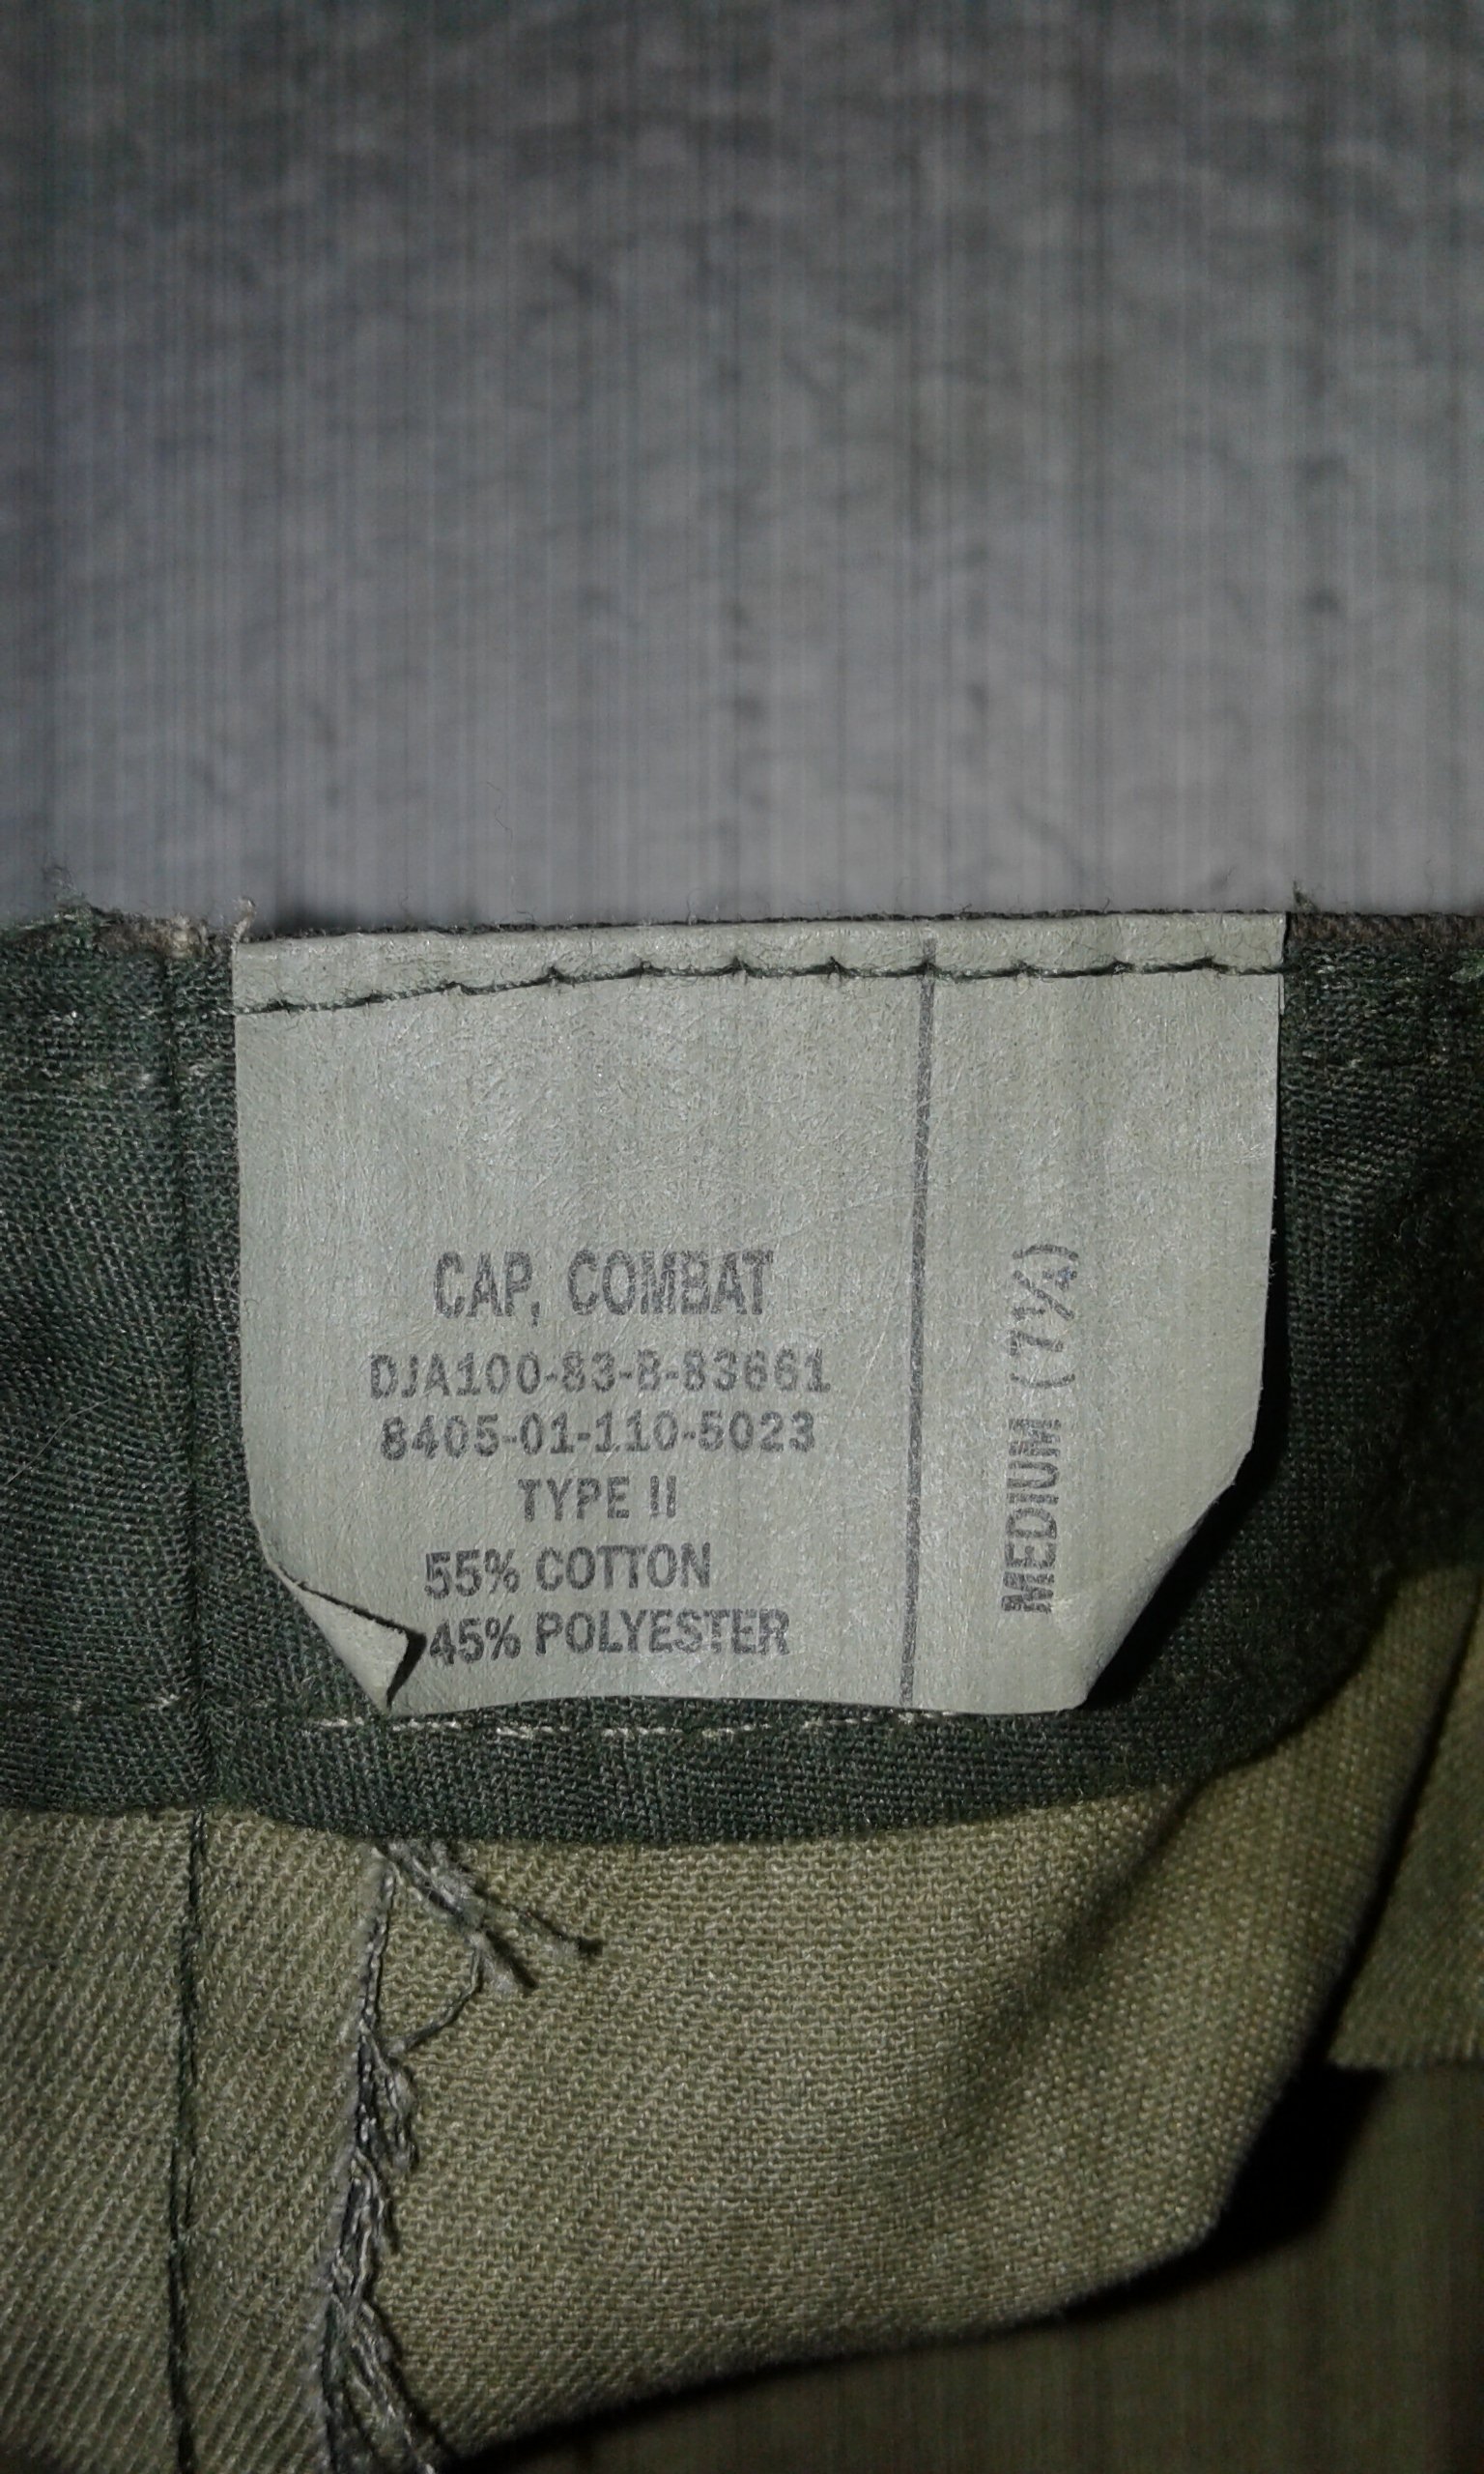 CAP, COMBAT
DJA100-83-B-83661
8405-01-110-5023
TYPE II
55% COTTON
45% POLYESTER
MEDIUM (7¼)